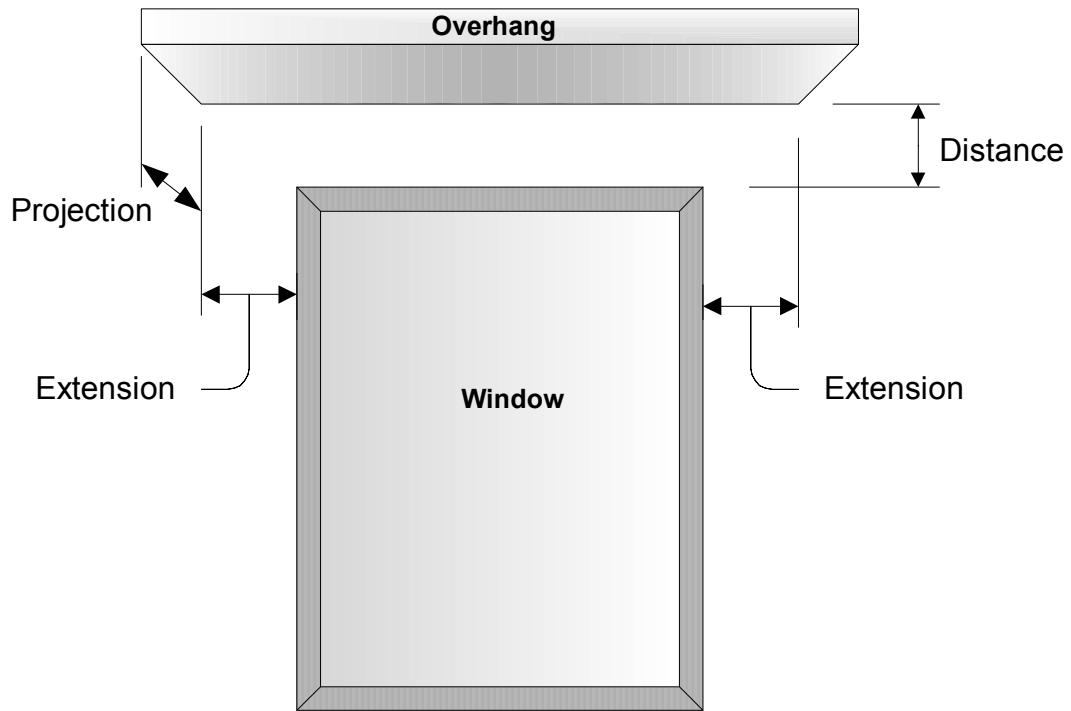 Overhang
Distance
Projection
Extension
Extension
Window